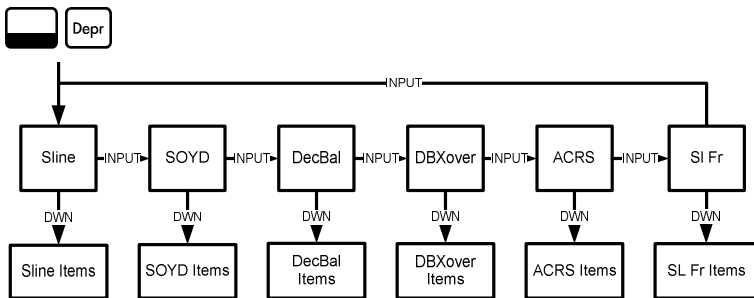 Depr
INPUT
Sline
INPUT
SOYD
INPUT
DecBal
INPUT
DBXover
INPUT
ACRS
INPUT
Sl Fr
DWN
DWN
DWN
DWN
DWN
DWN
Sline Items
SOYD Items
DecBal
Items
DBXover
Items
ACRS Items
SL Fr Items